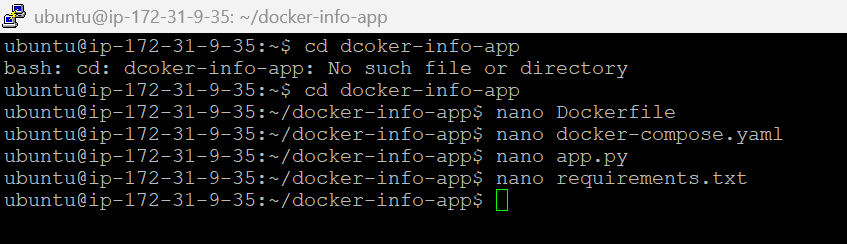 ubuntu@ip-172-31-9-35: ~/docker-info-app
ubuntu@ip-172-31-9-35:~$ cd dcoker-info-app
bash: cd: dcoker-info-app: No such file or directory
ubuntu@ip-172-31-9-35:~$ cd docker-info-app
ubuntu@ip-172-31-9-35:~/docker-info-app$ nano Dockerfile
ubuntu@ip-172-31-9-35:~/docker-info-app$ nano docker-compose.yaml
ubuntu@ip-172-31-9-35:~/docker-info-app$ nano app.py
ubuntu@ip-172-31-9-35:~/docker-info-app$ nano requirements.txt
ubuntu@ip-172-31-9-35:~/docker-info-app$